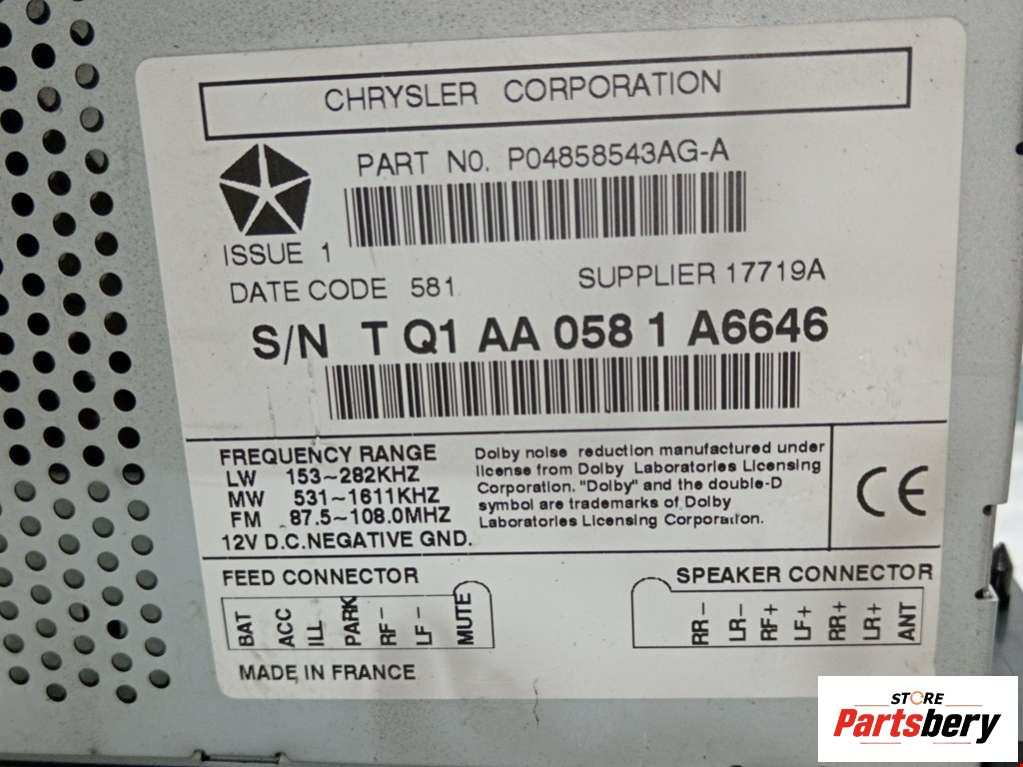 CHRYSLER CORPORATION
PART NO. P04858543AG-A
ISSUE 1
DATE CODE 581
SUPPLIER 17719A
S/N T Q1 AA 058 1 A6646
FREQUENCY RANGE
LW 153~282KHZ
MW 531~1611KHZ
FM 87.5~108.0MHZ
12V D.C.NEGATIVE GND.
Dolby noise reduction manufactured under
license from Dolby Laboratories Licensing
Corporation. "Dolby" and the double-D
symbol are trademarks of Dolby
Laboratories Licensing Corporation.
CE
FEED CONNECTOR
BAT ACC ILL PARK RF- LF- MUTE
SPEAKER CONNECTOR
RR- LR- RF+ LF+ RR+ LR+ ANT
MADE IN FRANCE
STORE
Partsbery